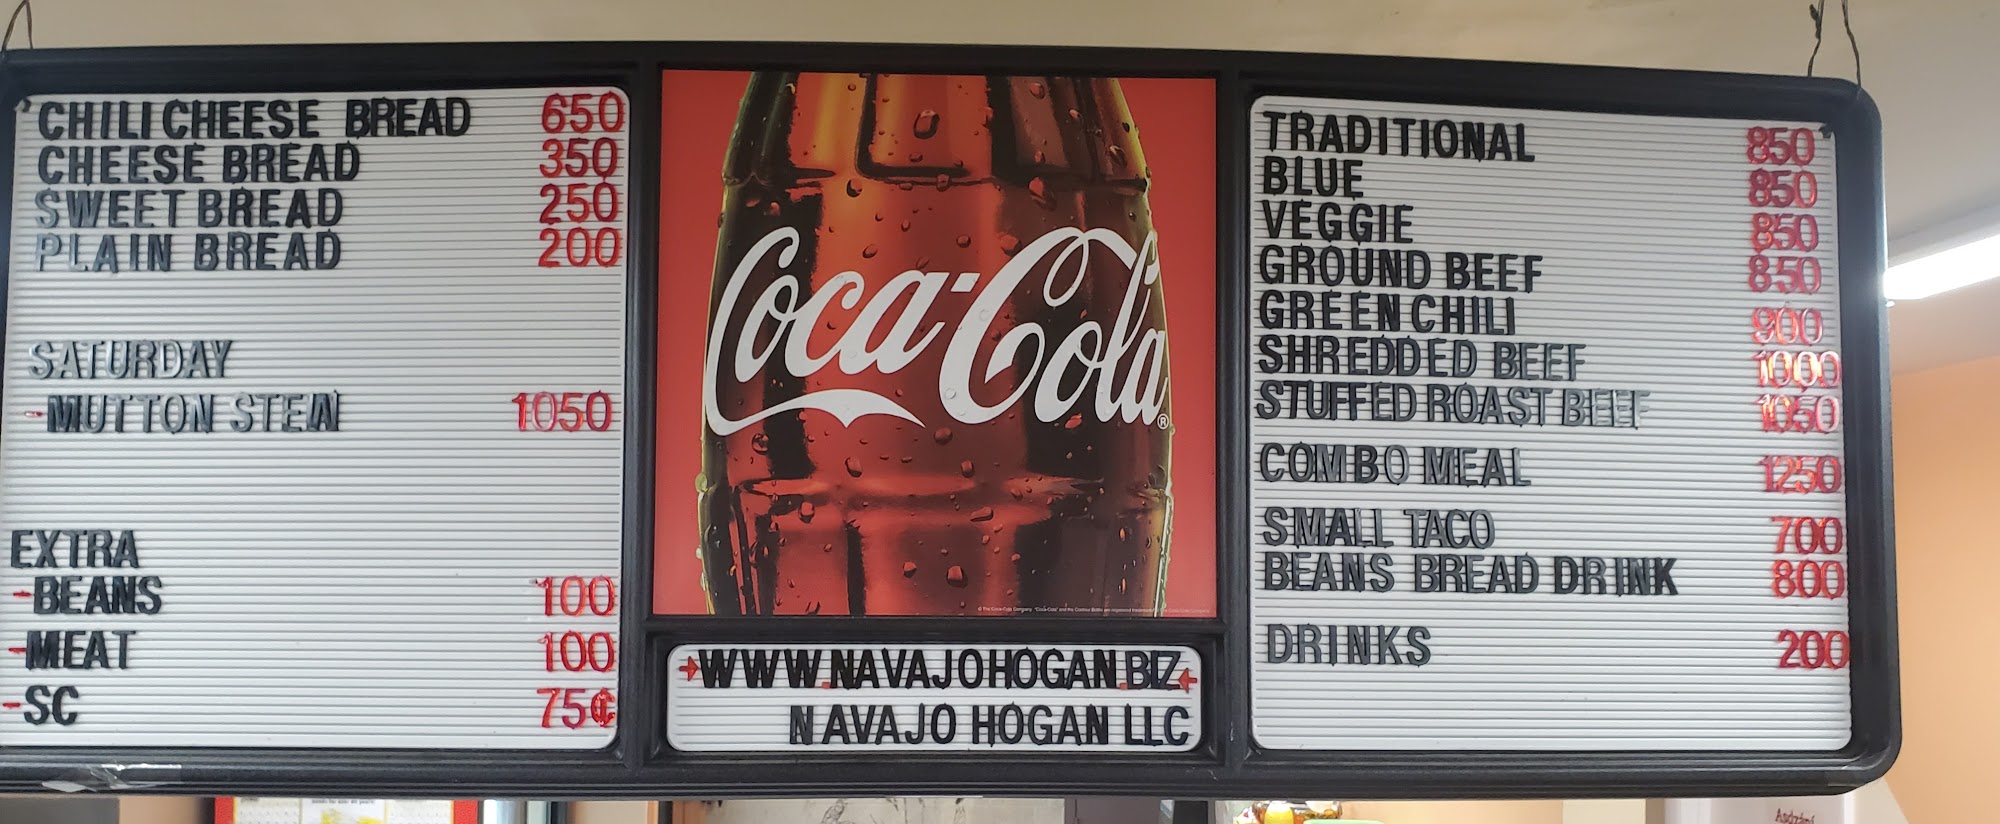 CHILI CHEESE BREAD 650
CHEESE BREAD 350
SWEET BREAD 250
PLAIN BREAD 200
SATURDAY
-MUTTON STEW 1050
EXTRA
-BEANS 100
-MEAT 100
-SC 75¢
Coca-Cola®
→WWW.NAVAJOHOGAN.BIZ←
NAVAJO HOGAN LLC
TRADITIONAL 850
BLUE 850
VEGGIE 850
GROUND BEEF 850
GREEN CHILI 900
SHREDDED BEEF 1000
STUFFED ROAST BEEF 1050
COMBO MEAL 1250
SMALL TACO 700
BEANS BREAD DRINK 800
DRINKS 200